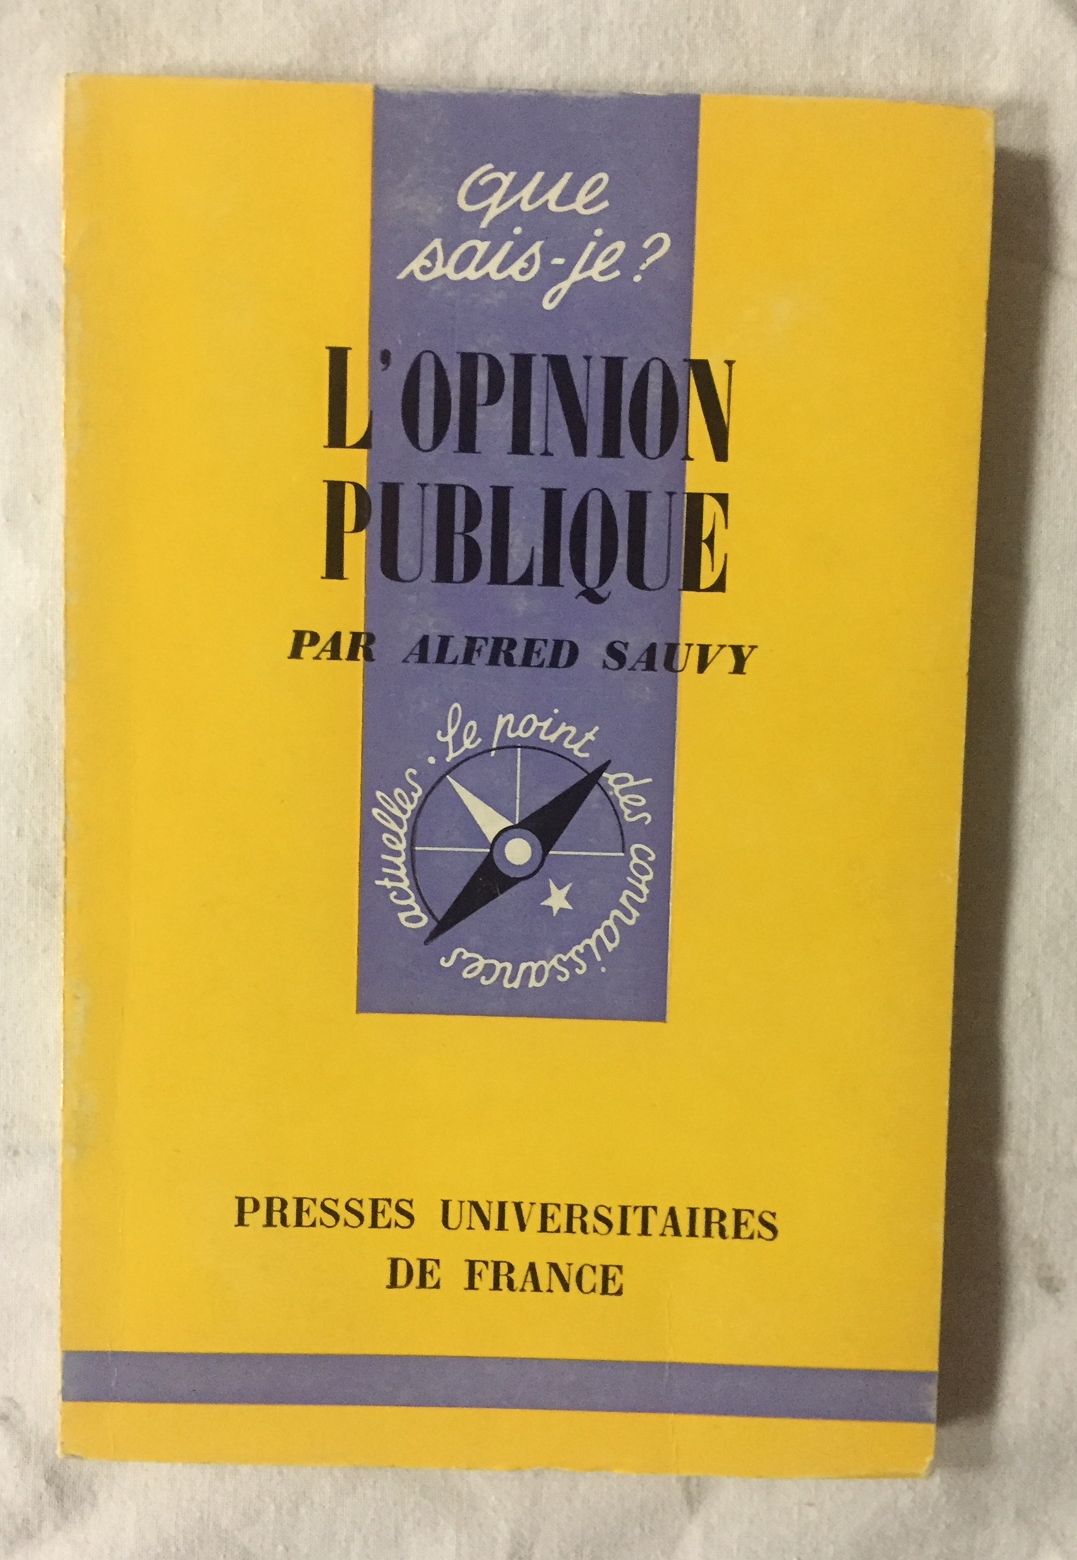 que
sais-je?
L'OPINION
PUBLIQUE
PAR ALFRED SAUVY
Le point des connaissances actuelles.
PRESSES UNIVERSITAIRES
DE FRANCE